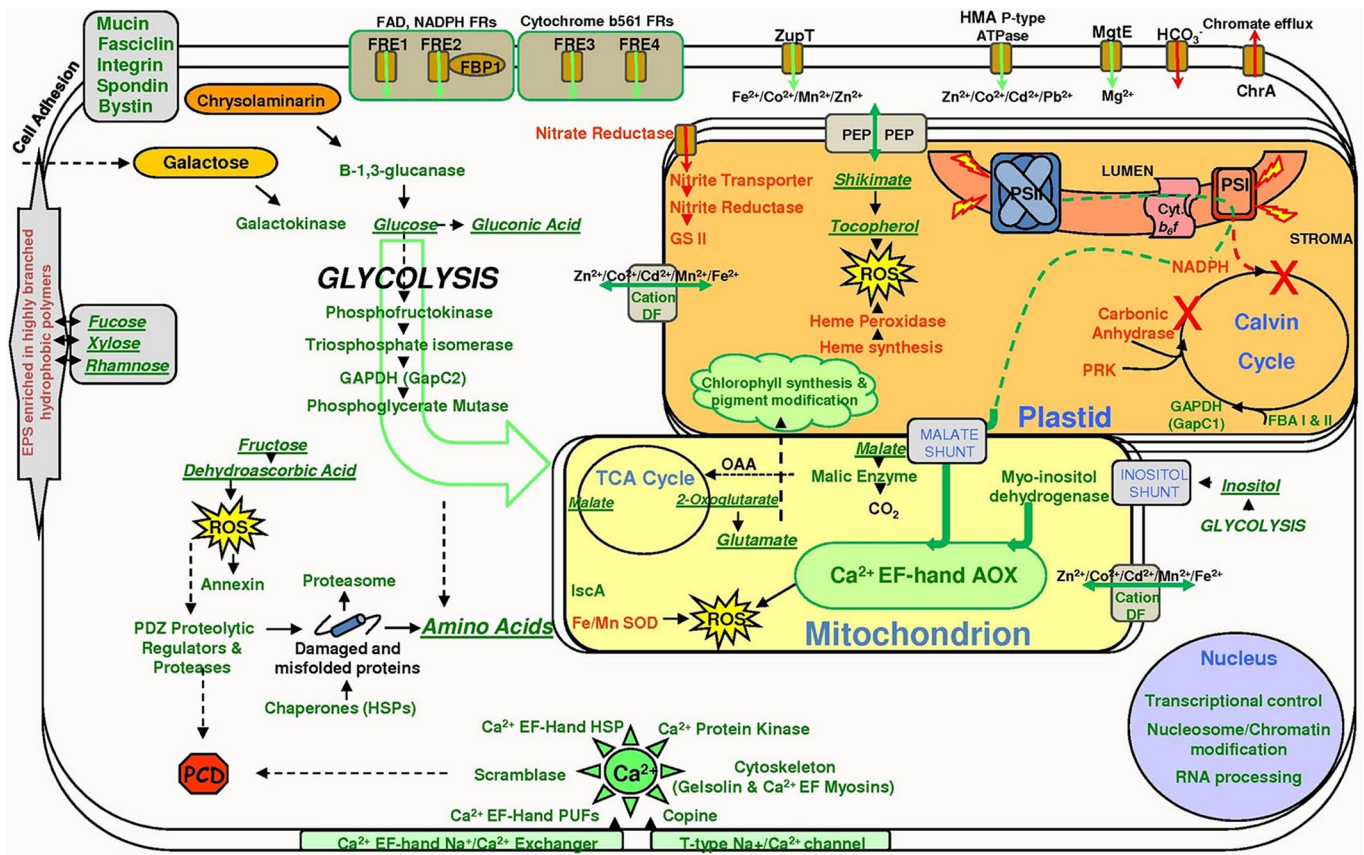 FAD, NADPH FRs
Cytochrome b561 FRs
HMA P-type
ATPase
Mucin
Fasciclin
Integrin
Spondin
Bystin
Cell Adhesion
FRE1
FRE2
FBP1
FRE3
FRE4
ZupT
MgtE
HCO₃⁻
Chromate efflux
Fe²⁺/Co²⁺/Mn²⁺/Zn²⁺
Zn²⁺/Co²⁺/Cd²⁺/Pb²⁺
Mg²⁺
ChrA
Chrysolaminarin
Galactose
B-1,3-glucanase
Galactokinase
Glucose
Gluconic Acid
GLYCOLYSIS
Phosphofructokinase
Triosphosphate isomerase
GAPDH (GapC2)
Phosphoglycerate Mutase
EPS enriched in highly branched
hydrophobic polymers
Fucose
Xylose
Rhamnose
Nitrate Reductase
Nitrite Transporter
Nitrite Reductase
GS II
PEP
PEP
Shikimate
Tocopherol
ROS
Heme Peroxidase
Heme synthesis
PSII
LUMEN
Cyt.
b₆f
PSI
STROMA
NADPH
Carbonic
Anhydrase
PRK
Calvin
Cycle
GAPDH
(GapC1)
FBA I & II
Zn²⁺/Co²⁺/Cd²⁺/Mn²⁺/Fe²⁺
Cation
DF
Chlorophyll synthesis &
pigment modification
Plastid
MALATE
SHUNT
Fructose
Dehydroascorbic Acid
ROS
Annexin
PDZ Proteolytic
Regulators &
Proteases
Proteasome
Damaged and
misfolded proteins
Chaperones (HSPs)
Amino Acids
PCD
TCA Cycle
Malate
OAA
2-Oxoglutarate
Glutamate
Malate
Malic Enzyme
CO₂
Myo-inositol
dehydrogenase
INOSITOL
SHUNT
Inositol
GLYCOLYSIS
Ca²⁺ EF-hand AOX
IscA
Fe/Mn SOD
ROS
Mitochondrion
Zn²⁺/Co²⁺/Cd²⁺/Mn²⁺/Fe²⁺
Cation
DF
Nucleus
Transcriptional control
Nucleosome/Chromatin
modification
RNA processing
Ca²⁺ EF-Hand HSP
Ca²⁺ Protein Kinase
Scramblase
Ca²⁺
Cytoskeleton
(Gelsolin & Ca²⁺ EF Myosins)
Ca²⁺ EF-Hand PUFs
Copine
Ca²⁺ EF-hand Na⁺/Ca²⁺ Exchanger
T-type Na+/Ca²⁺ channel